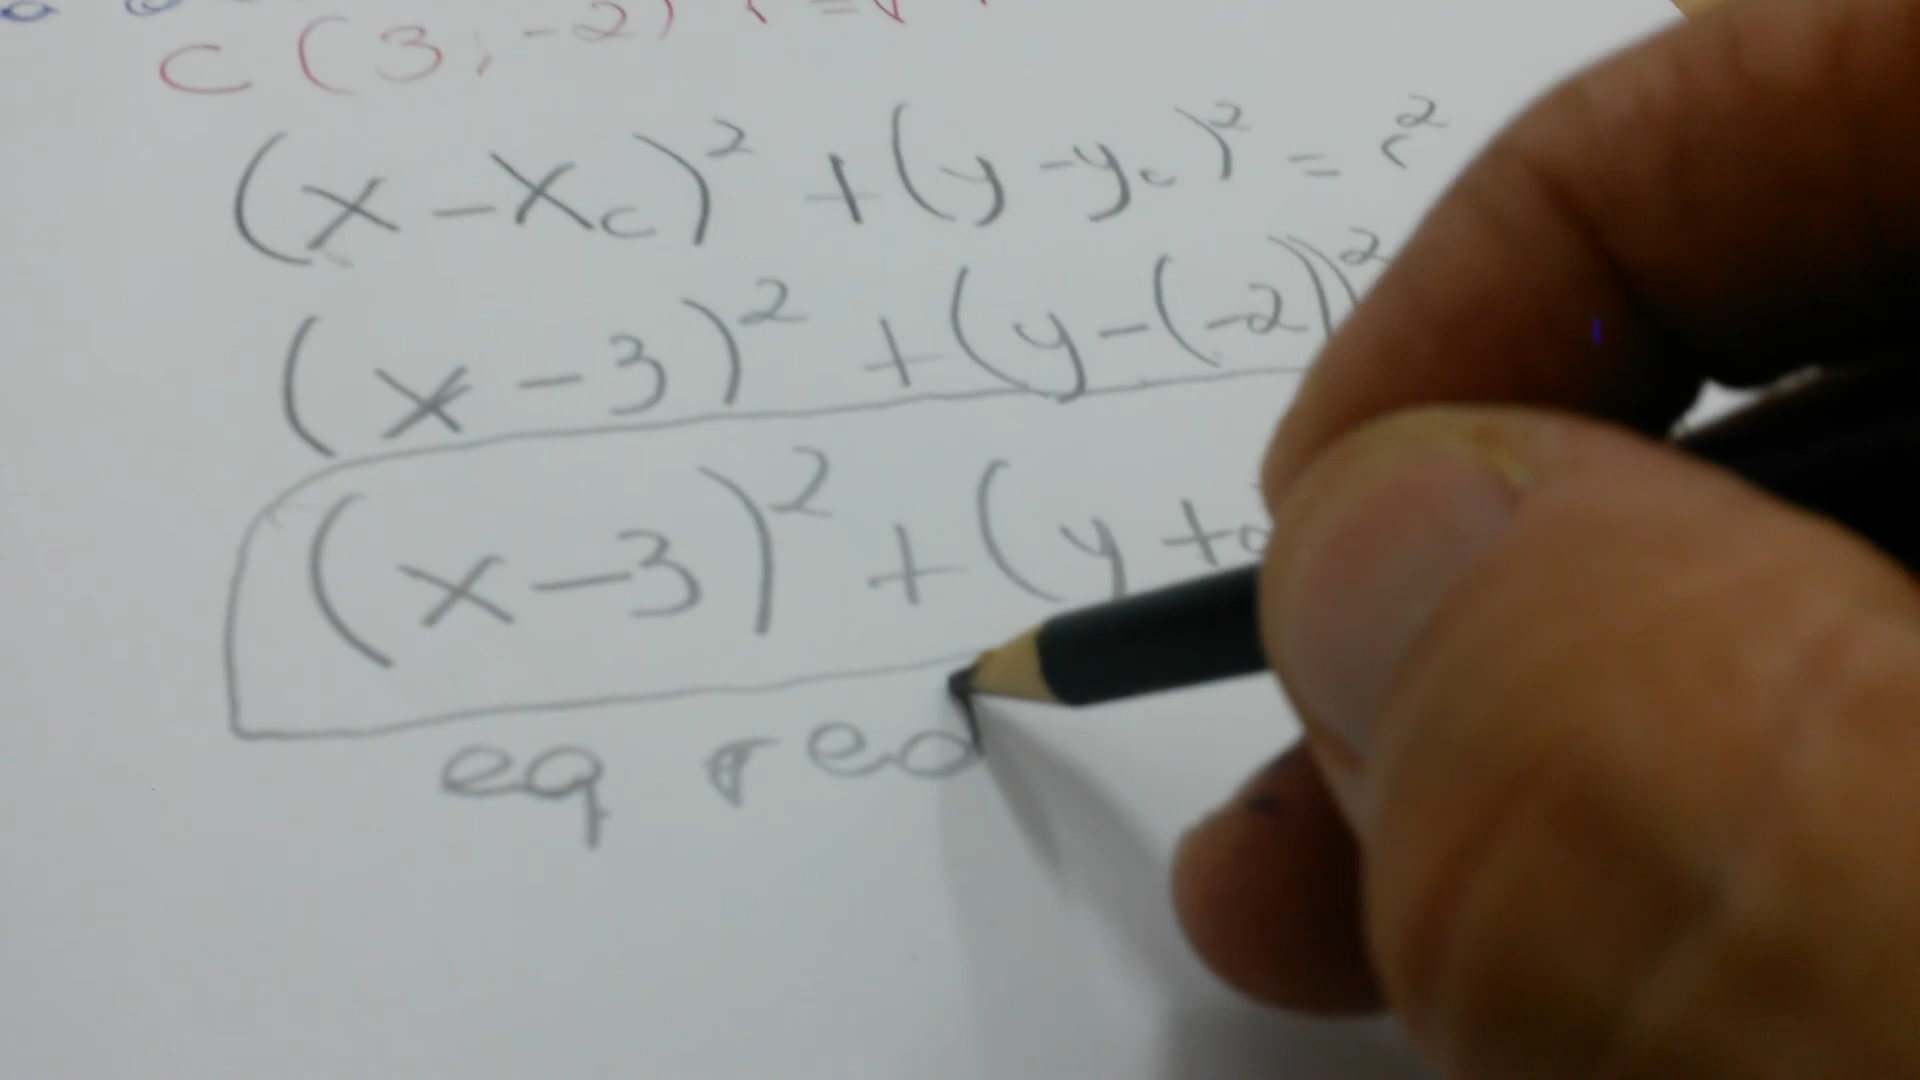 C (3, -2) r = √
(x - xc)² + (y - yc)² = r²
(x - 3)² + (y - (-2))²
(x - 3)² + (y +
eq red